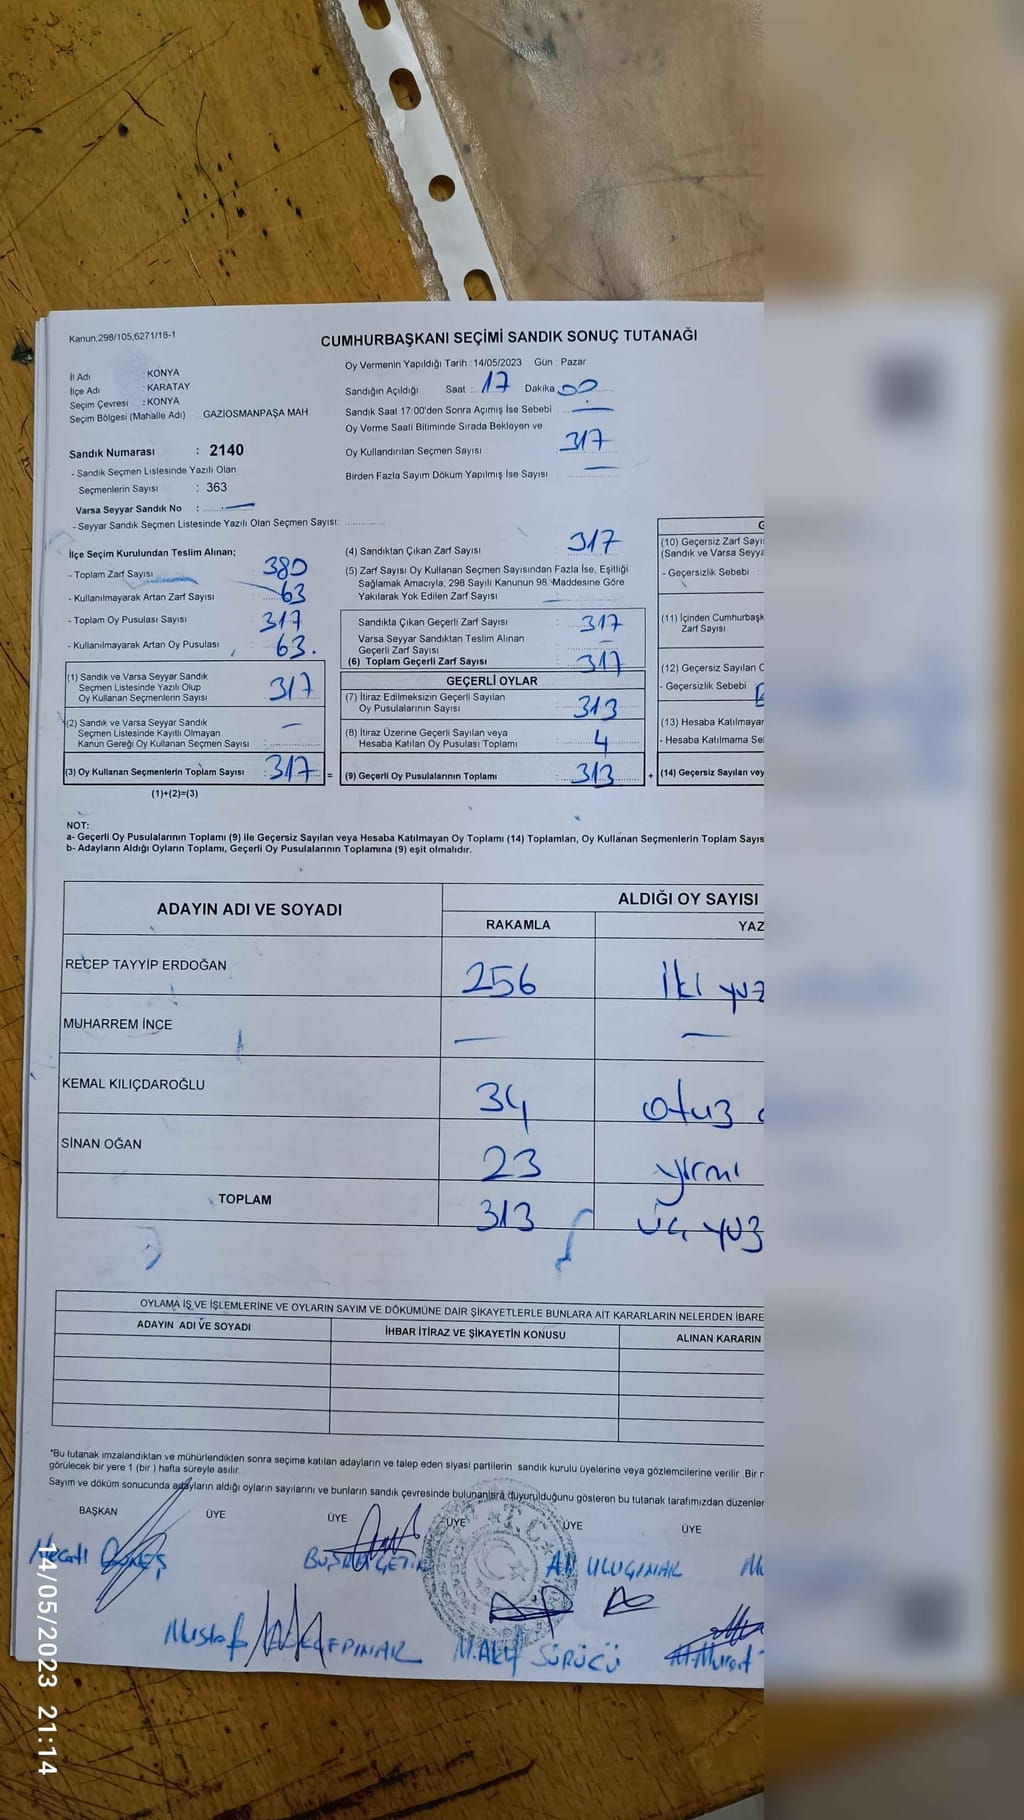 Kanun,298/105,6271/18-1
CUMHURBAŞKANI SEÇİMİ SANDIK SONUÇ TUTANAĞI
İl Adı : KONYA
İlçe Adı : KARATAY
Seçim Çevresi : KONYA
Seçim Bölgesi (Mahalle Adı) : GAZİOSMANPAŞA MAH.
Sandık Numarası : 2140
- Sandık Seçmen Listesinde Yazılı Olan
Seçmenlerin Sayısı : 363
Varsa Seyyar Sandık No : —
- Seyyar Sandık Seçmen Listesinde Yazılı Olan Seçmen Sayısı: ............
Oy Vermenin Yapıldığı Tarih :14/05/2023 Gün : Pazar
Sandığın Açıldığı Saat : 17 Dakika 00
Sandık Saat 17:00'den Sonra Açımış İse Sebebi —
Oy Verme Saati Bitiminde Sırada Bekleyen ve
Oy Kullandırılan Seçmen Sayısı 317
Birden Fazla Sayım Döküm Yapılmış İse Sayısı —
İlçe Seçim Kurulundan Teslim Alınan;
- Toplam Zarf Sayısı 380
- Kullanılmayarak Artan Zarf Sayısı 63
- Toplam Oy Pusulası Sayısı 317
- Kullanılmayarak Artan Oy Pusulası 63.
(1) Sandık ve Varsa Seyyar Sandık
Seçmen Listesinde Yazılı Olup
Oy Kullanan Seçmenlerin Sayısı 317
(2) Sandık ve Varsa Seyyar Sandık
Seçmen Listesinde Kayıtlı Olmayan
Kanun Gereği Oy Kullanan Seçmen Sayısı —
(3) Oy Kullanan Seçmenlerin Toplam Sayısı : 317 =
(1)+(2)=(3)
(4) Sandıktan Çıkan Zarf Sayısı 317
(5) Zarf Sayısı Oy Kullanan Seçmen Sayısından Fazla İse, Eşitliği
Sağlamak Amacıyla, 298 Sayılı Kanunun 98. Maddesine Göre
Yakılarak Yok Edilen Zarf Sayısı —
Sandıkta Çıkan Geçerli Zarf Sayısı : 317
Varsa Seyyar Sandıktan Teslim Alınan
Geçerli Zarf Sayısı : —
(6) Toplam Geçerli Zarf Sayısı 317
GEÇERLİ OYLAR
(7) İtiraz Edilmeksizin Geçerli Sayılan
Oy Pusulalarının Sayısı 313
(8) İtiraz Üzerine Geçerli Sayılan veya
Hesaba Katılan Oy Pusulası Toplamı 4
(9) Geçerli Oy Pusulalarının Toplamı 313 +
G
(10) Geçersiz Zarf Sayı
(Sandık ve Varsa Seyya
- Geçersizlik Sebebi :
(11) İçinden Cumhurbaşk
Zarf Sayısı
(12) Geçersiz Sayılan O
- Geçersizlik Sebebi
(13) Hesaba Katılmayar
- Hesaba Katılmama Se
(14) Geçersiz Sayılan vey
NOT:
a- Geçerli Oy Pusulalarının Toplamı (9) ile Geçersiz Sayılan veya Hesaba Katılmayan Oy Toplamı (14) Toplamları, Oy Kullanan Seçmenlerin Toplam Sayıs
b- Adayların Aldığı Oyların Toplamı, Geçerli Oy Pusulalarının Toplamına (9) eşit olmalıdır.
ADAYIN ADI VE SOYADI
ALDIĞI OY SAYISI
RAKAMLA YAZ
RECEP TAYYİP ERDOĞAN 256 iki yüz
MUHARREM İNCE — —
KEMAL KILIÇDAROĞLU 34 otuz
SİNAN OĞAN 23 yirmi
TOPLAM 313 üç yüz
OYLAMA İŞ VE İŞLEMLERİNE VE OYLARIN SAYIM VE DÖKÜMÜNE DAİR ŞİKAYETLERLE BUNLARA AİT KARARLARIN NELERDEN İBARE
ADAYIN ADI VE SOYADI İHBAR İTİRAZ VE ŞİKAYETİN KONUSU ALINAN KARARIN
*Bu tutanak imzalandıktan ve mühürlendikten sonra seçime katılan adayların ve talep eden siyasi partilerin sandık kurulu üyelerine veya gözlemcilerine verilir .Bir n
görülecek bir yere 1 (bir ) hafta süreyle asılır.
Sayım ve döküm sonucunda adayların aldığı oyların sayılarını ve bunların sandık çevresinde bulunanlara duyurulduğunu gösteren bu tutanak tarafımızdan düzenler
BAŞKAN ÜYE ÜYE ÜYE ÜYE ÜYE
Necati GÜNEŞ BUŞRA ÇETİN Ali ULUÇINAR
Mustafa M.Akif SÜRÜCÜ M.Murat
14/05/2023 21:14